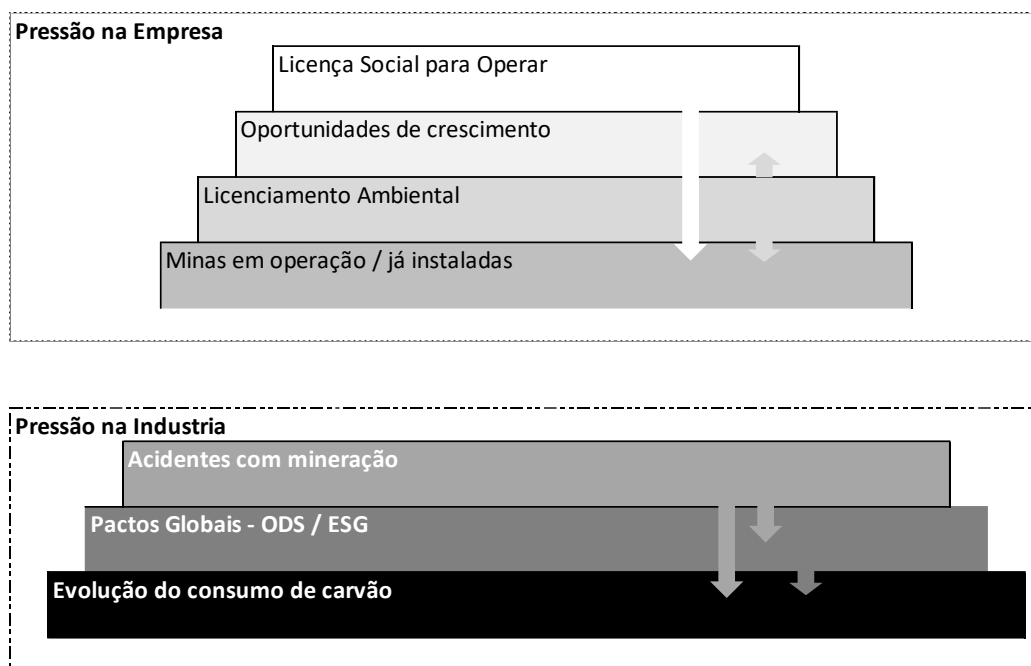 Pressão na Empresa
Licença Social para Operar
Oportunidades de crescimento
Licenciamento Ambiental
Minas em operação / já instaladas
Pressão na Industria
Acidentes com mineração
Pactos Globais - ODS / ESG
Evolução do consumo de carvão